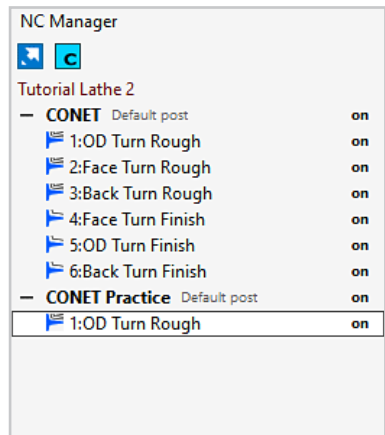 NC Manager
C
Tutorial Lathe 2
− CONET Default post on
1:OD Turn Rough on
2:Face Turn Rough on
3:Back Turn Rough on
4:Face Turn Finish on
5:OD Turn Finish on
6:Back Turn Finish on
− CONET Practice Default post on
1:OD Turn Rough on